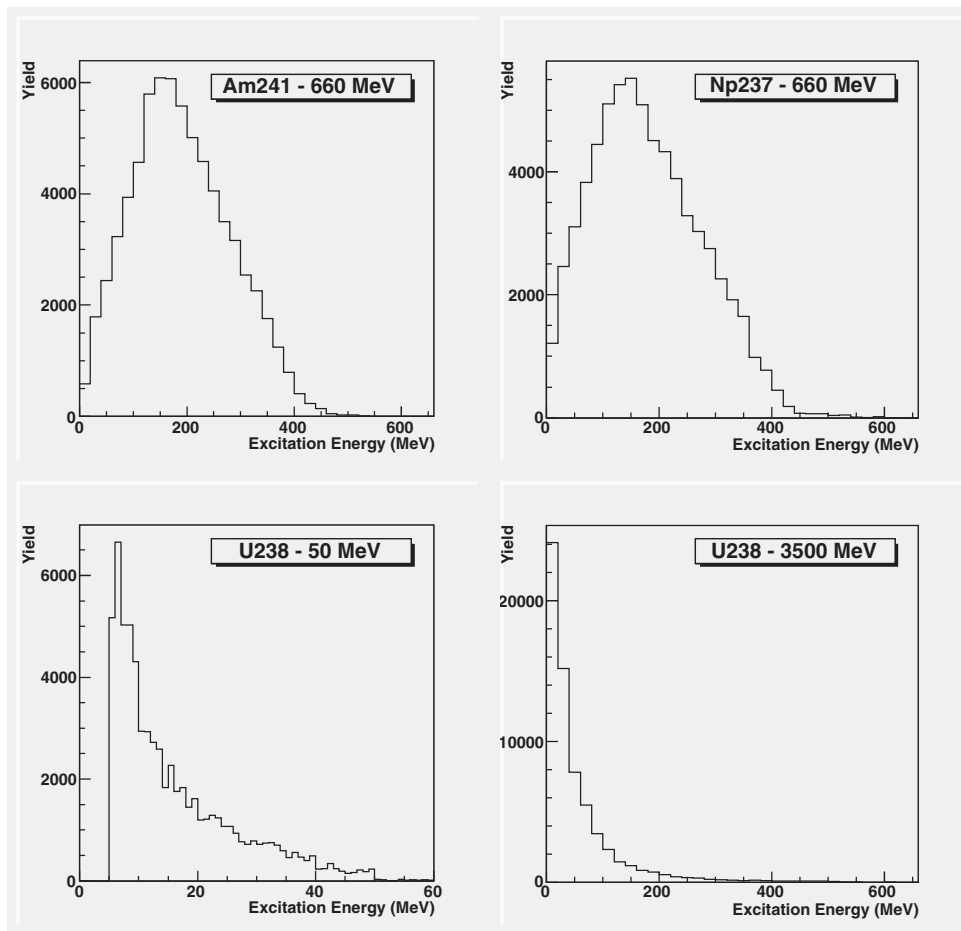 Yield
Am241 - 660 MeV
6000
4000
2000
0
0 200 400 600
Excitation Energy (MeV)
Yield
Np237 - 660 MeV
4000
2000
0
0 200 400 600
Excitation Energy (MeV)
Yield
U238 - 50 MeV
6000
4000
2000
0
0 20 40 60
Excitation Energy (MeV)
Yield
U238 - 3500 MeV
20000
10000
0
0 200 400 600
Excitation Energy (MeV)